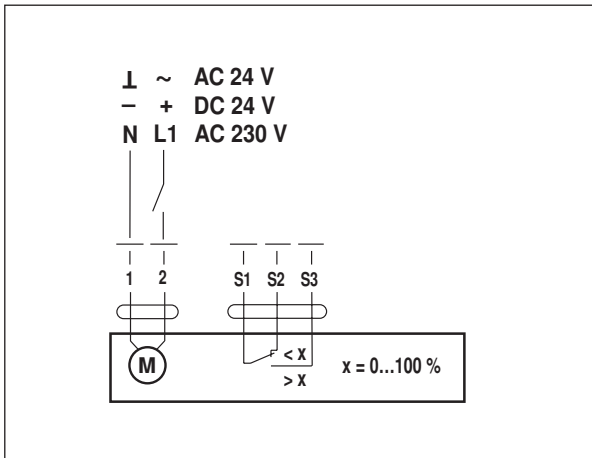 ⊥ ~ AC 24 V
− + DC 24 V
N L1 AC 230 V
1 2 S1 S2 S3
M < X x = 0...100 %
> X